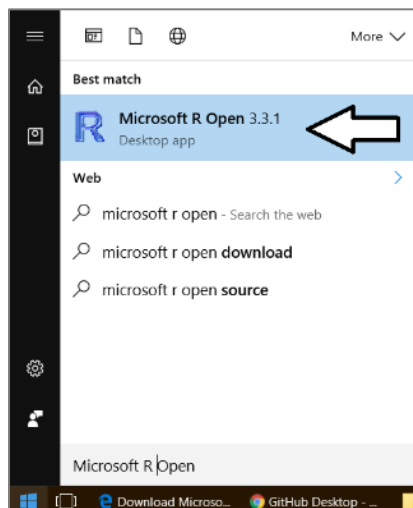 More
Best match
Microsoft R Open 3.3.1
Desktop app
Web
microsoft r open - Search the web
microsoft r open download
microsoft r open source
Microsoft R Open
Download Microso... GitHub Desktop - ...